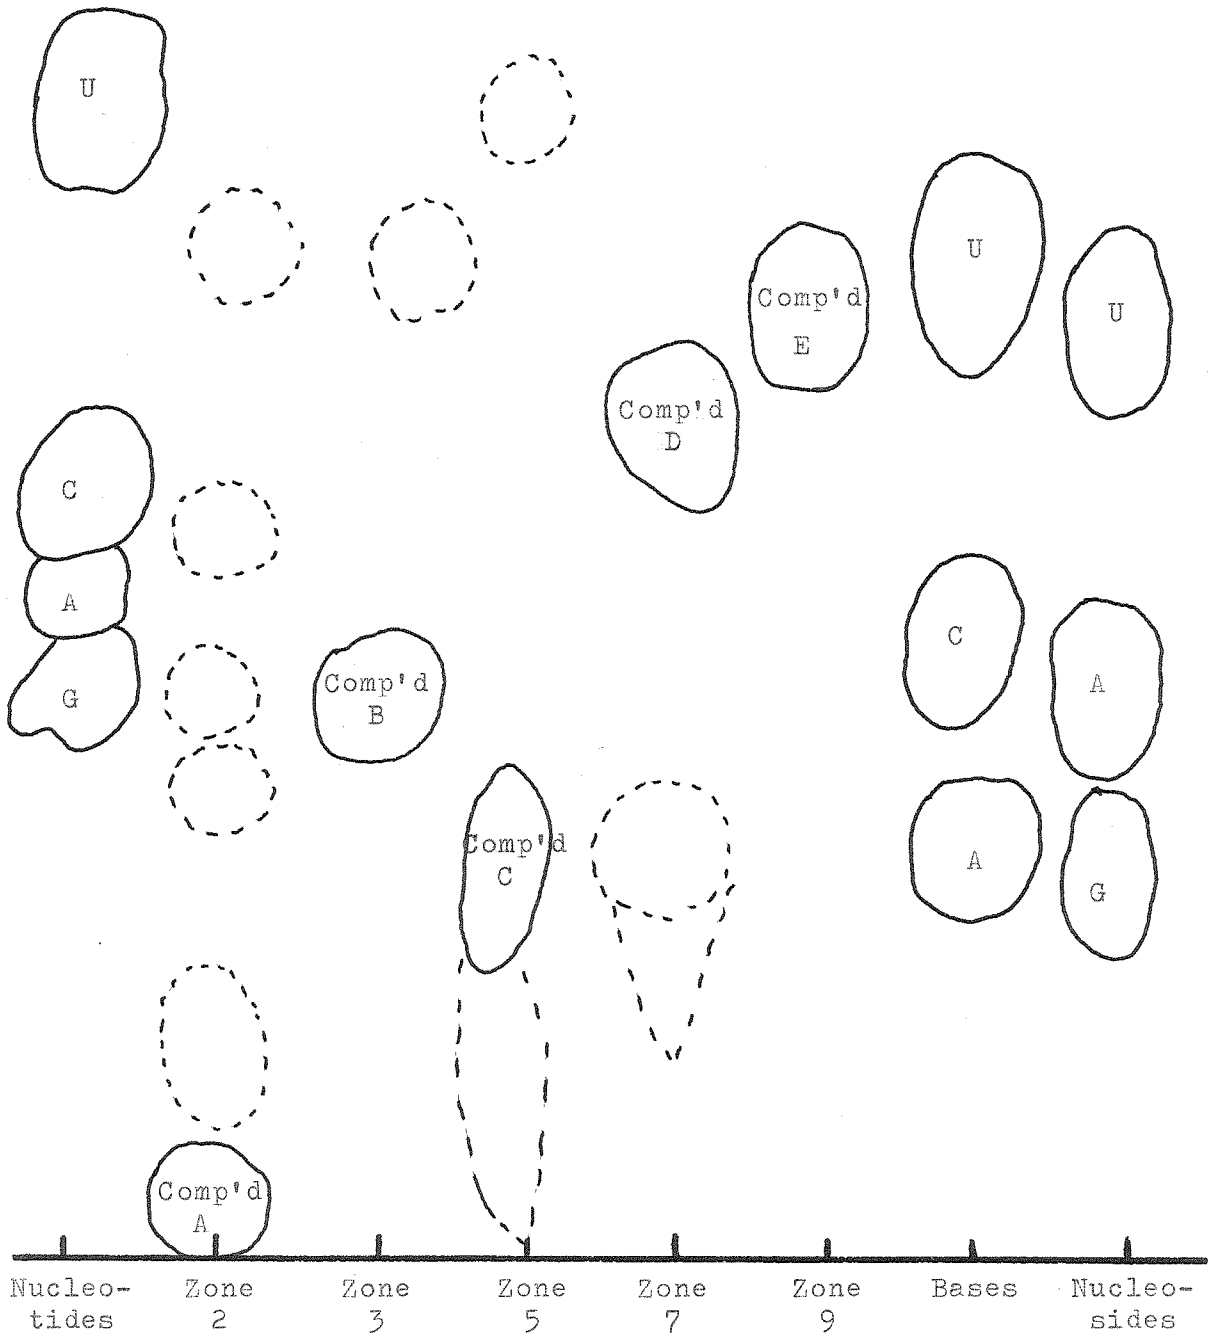 U
U
U
Comp'd
E
Comp'd
D
C
C
A
A
G
Comp'd
B
Comp'd
C
A
G
Comp'd
A
Nucleo-
tides
Zone
2
Zone
3
Zone
5
Zone
7
Zone
9
Bases
Nucleo-
sides